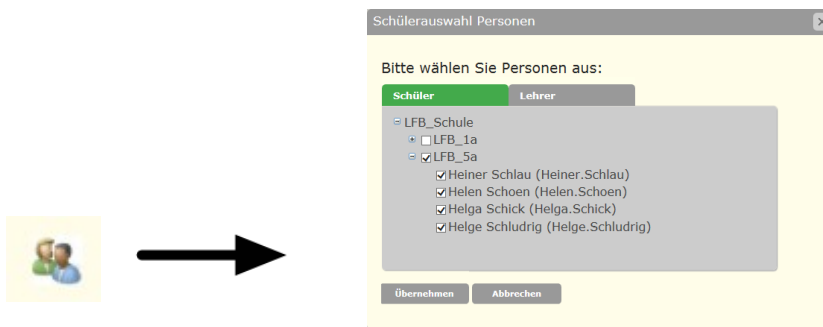 Schülerauswahl Personen
Bitte wählen Sie Personen aus:
Schüler Lehrer
LFB_Schule
LFB_1a
LFB_5a
Heiner Schlau (Heiner.Schlau)
Helen Schoen (Helen.Schoen)
Helga Schick (Helga.Schick)
Helge Schludrig (Helge.Schludrig)
Übernehmen Abbrechen